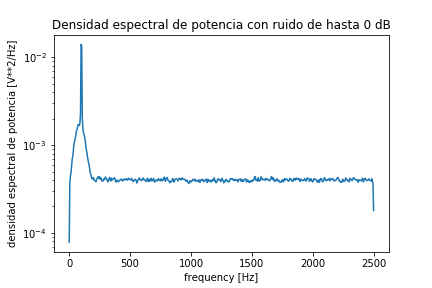 Densidad espectral de potencia con ruido de hasta 0 dB
densidad espectral de potencia [V**2/Hz]
10⁻²
10⁻³
10⁻⁴
0 500 1000 1500 2000 2500
frequency [Hz]